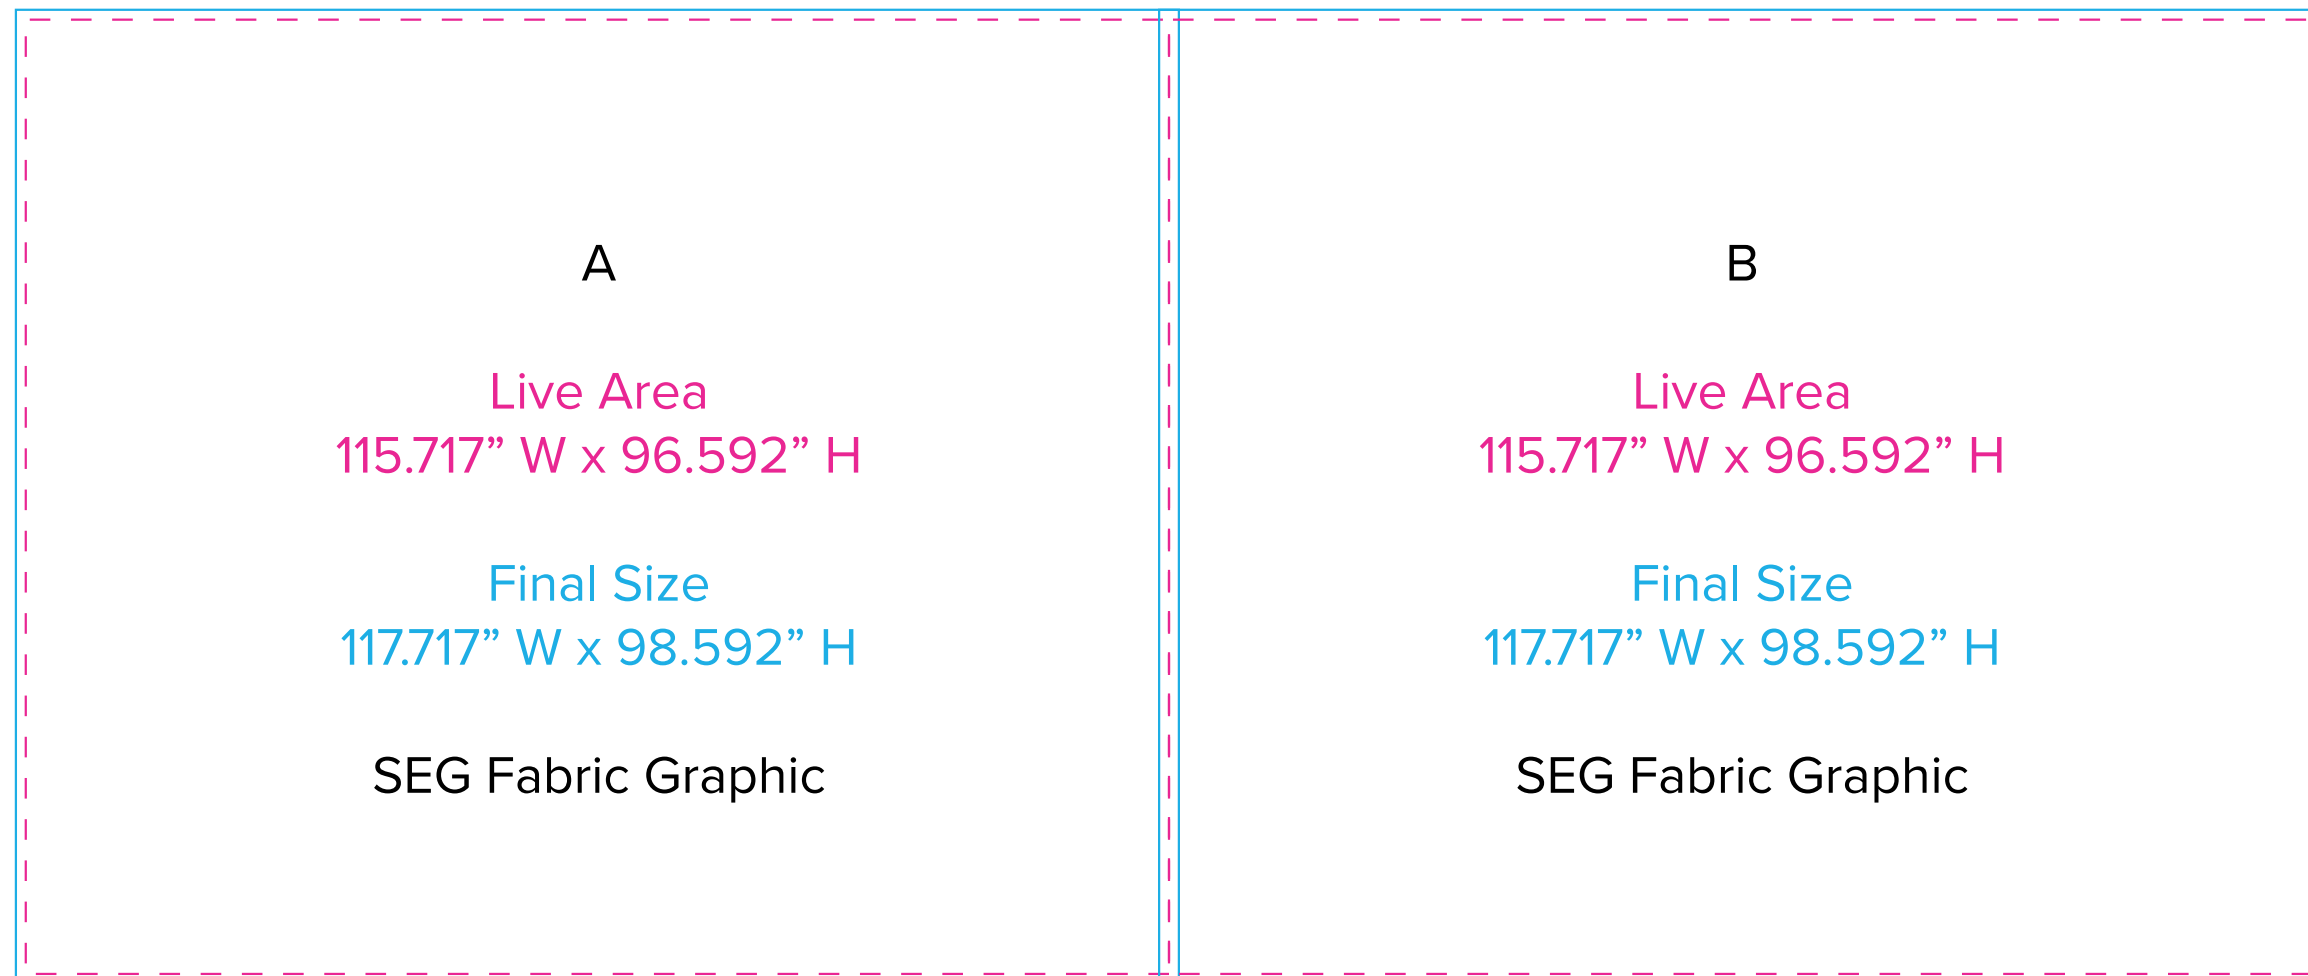 A
Live Area
115.717” W x 96.592” H
Final Size
117.717” W x 98.592” H
SEG Fabric Graphic
B
Live Area
115.717” W x 96.592” H
Final Size
117.717” W x 98.592” H
SEG Fabric Graphic